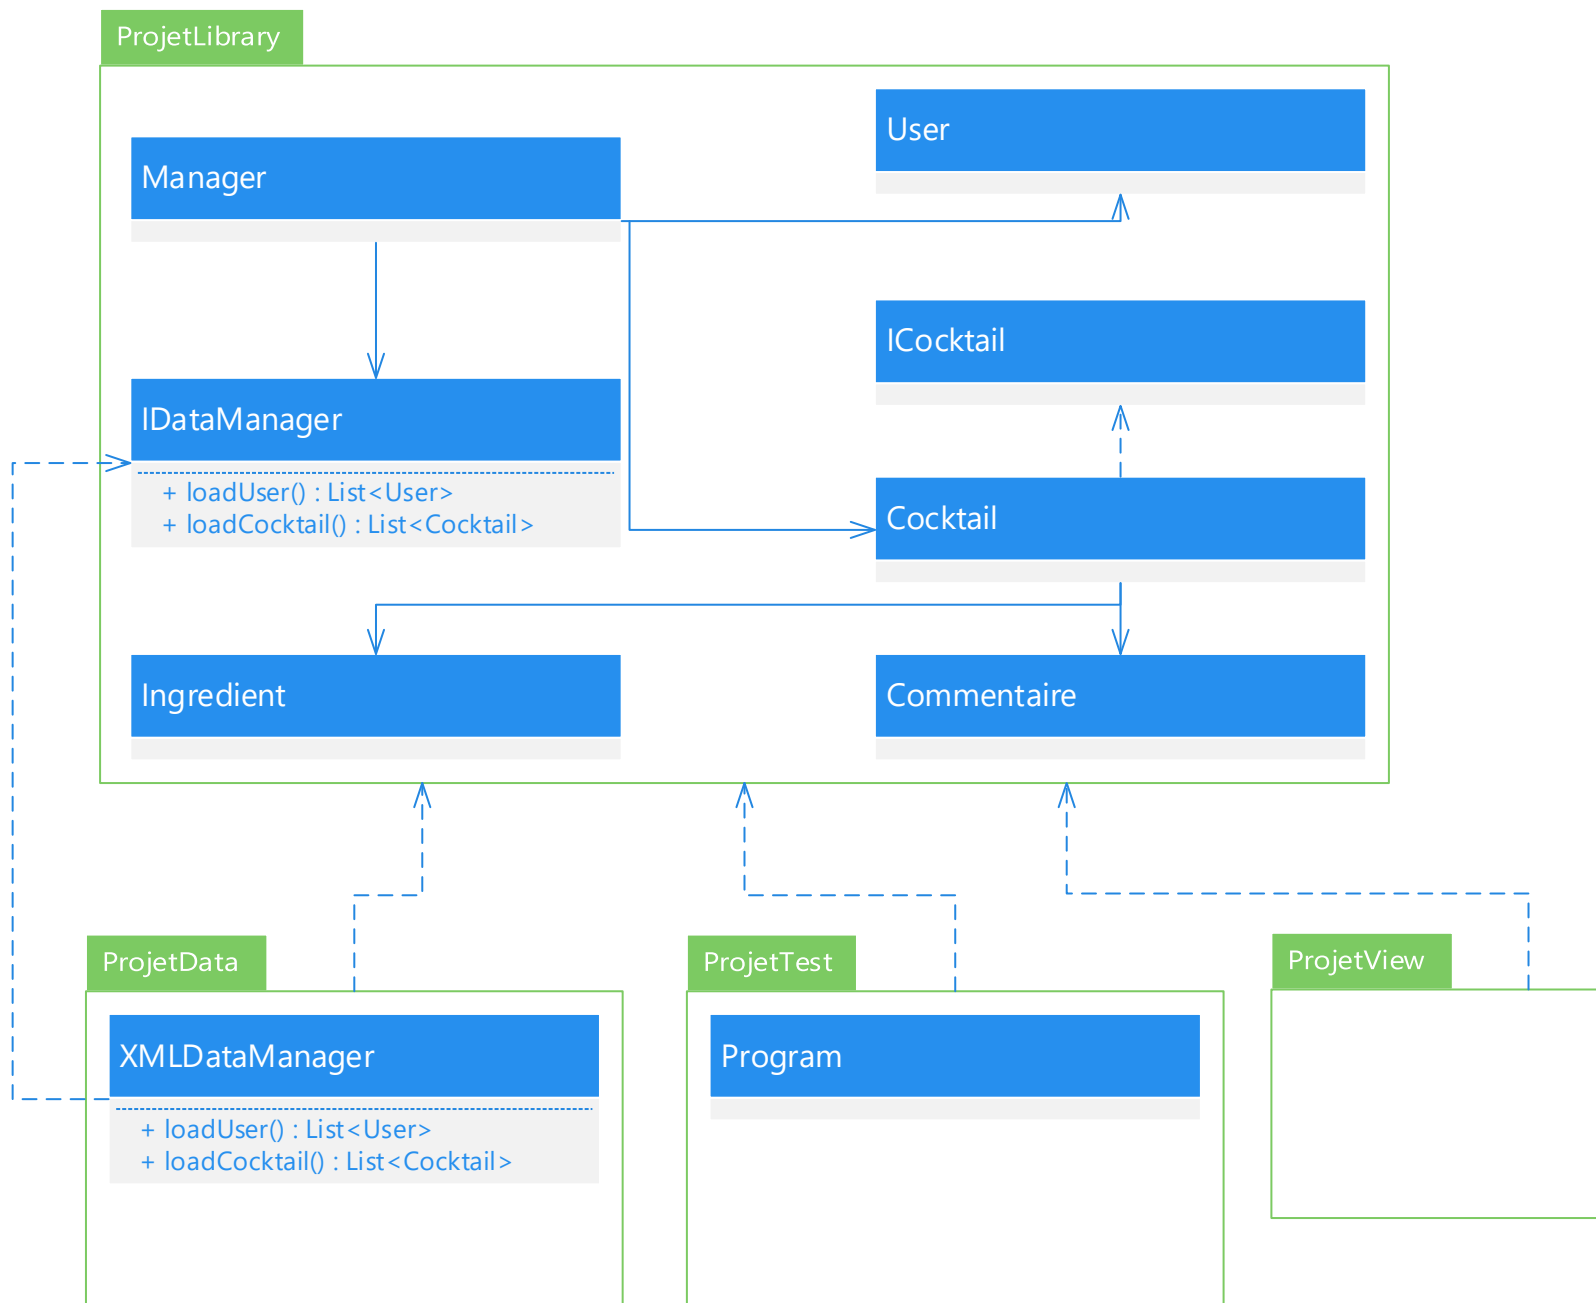 ProjetLibrary
User
Manager
ICocktail
IDataManager
+ loadUser() : List<User>
+ loadCocktail() : List<Cocktail>
Cocktail
Ingredient
Commentaire
ProjetData
ProjetTest
ProjetView
XMLDataManager
+ loadUser() : List<User>
+ loadCocktail() : List<Cocktail>
Program